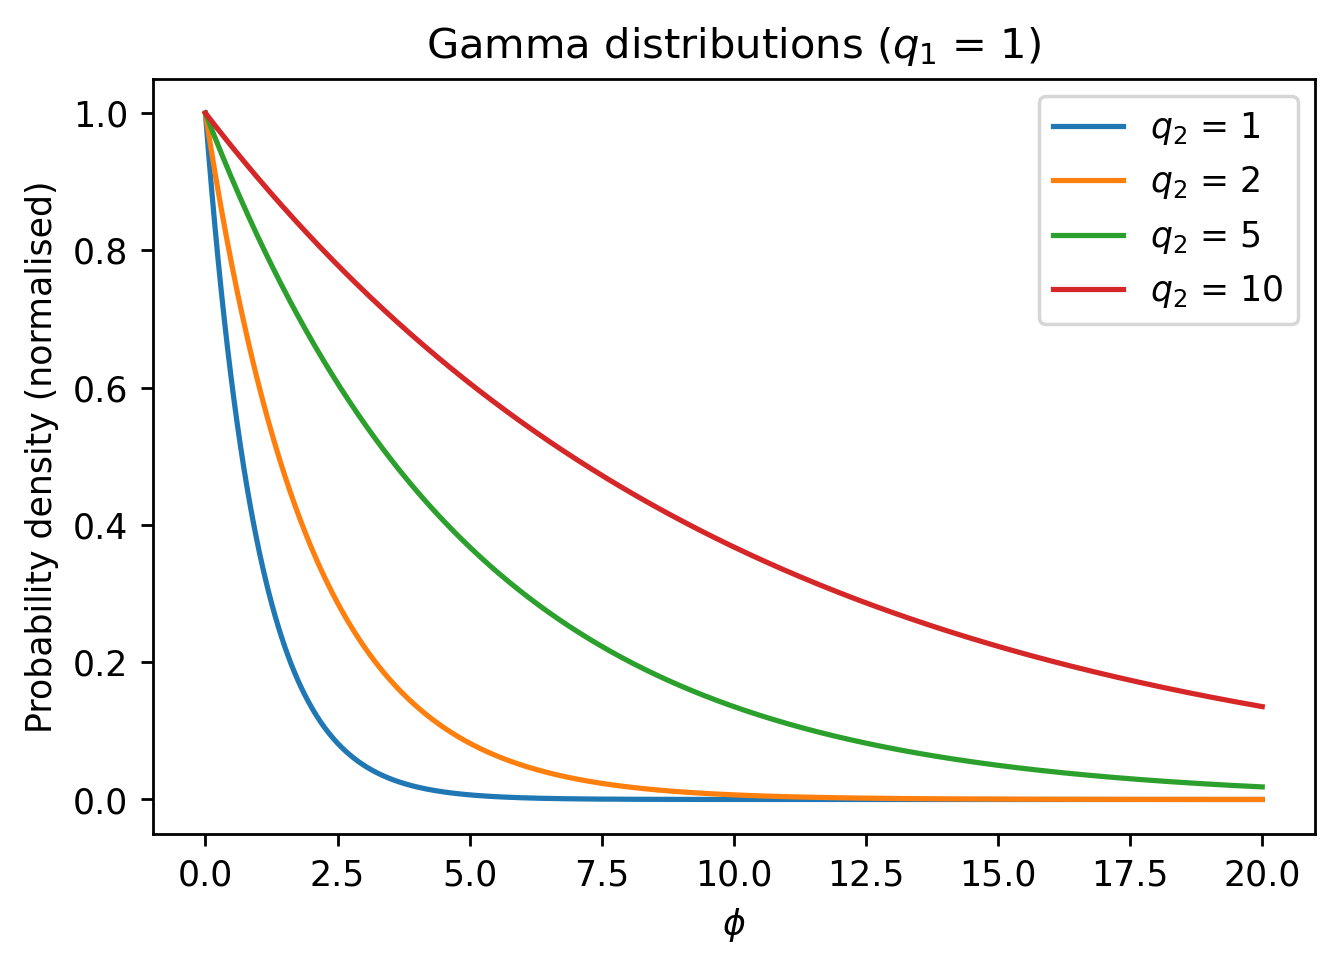 Gamma distributions (q₁ = 1)
Probability density (normalised)
1.0
0.8
0.6
0.4
0.2
0.0
q₂ = 1
q₂ = 2
q₂ = 5
q₂ = 10
0.0 2.5 5.0 7.5 10.0 12.5 15.0 17.5 20.0
ϕ